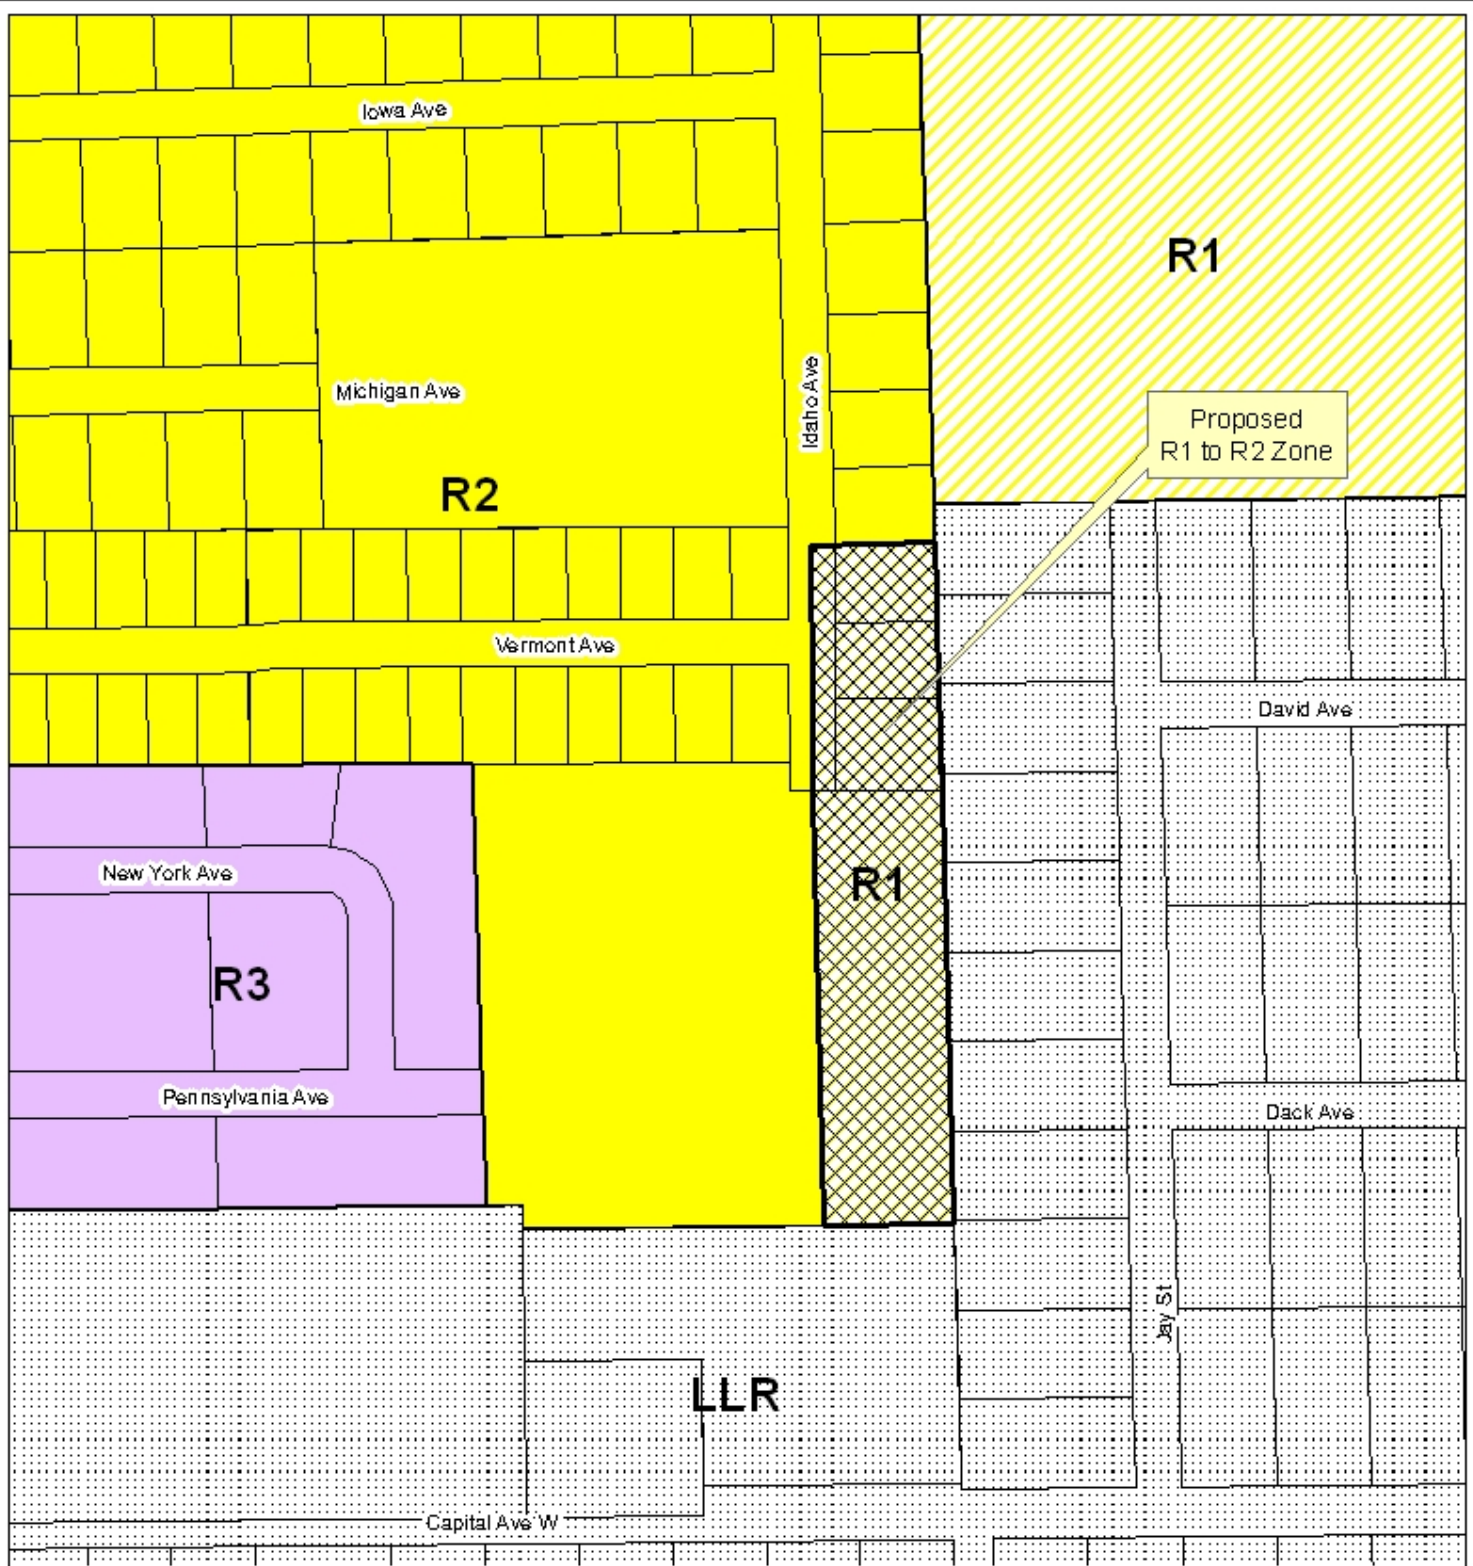 Iowa Ave
R1
Idaho Ave
Michigan Ave
Proposed
R1 to R2 Zone
R2
Vermont Ave
David Ave
New York Ave
R1
R3
Pennsylvania Ave
Dack Ave
Jay St
LLR
Capital Ave W